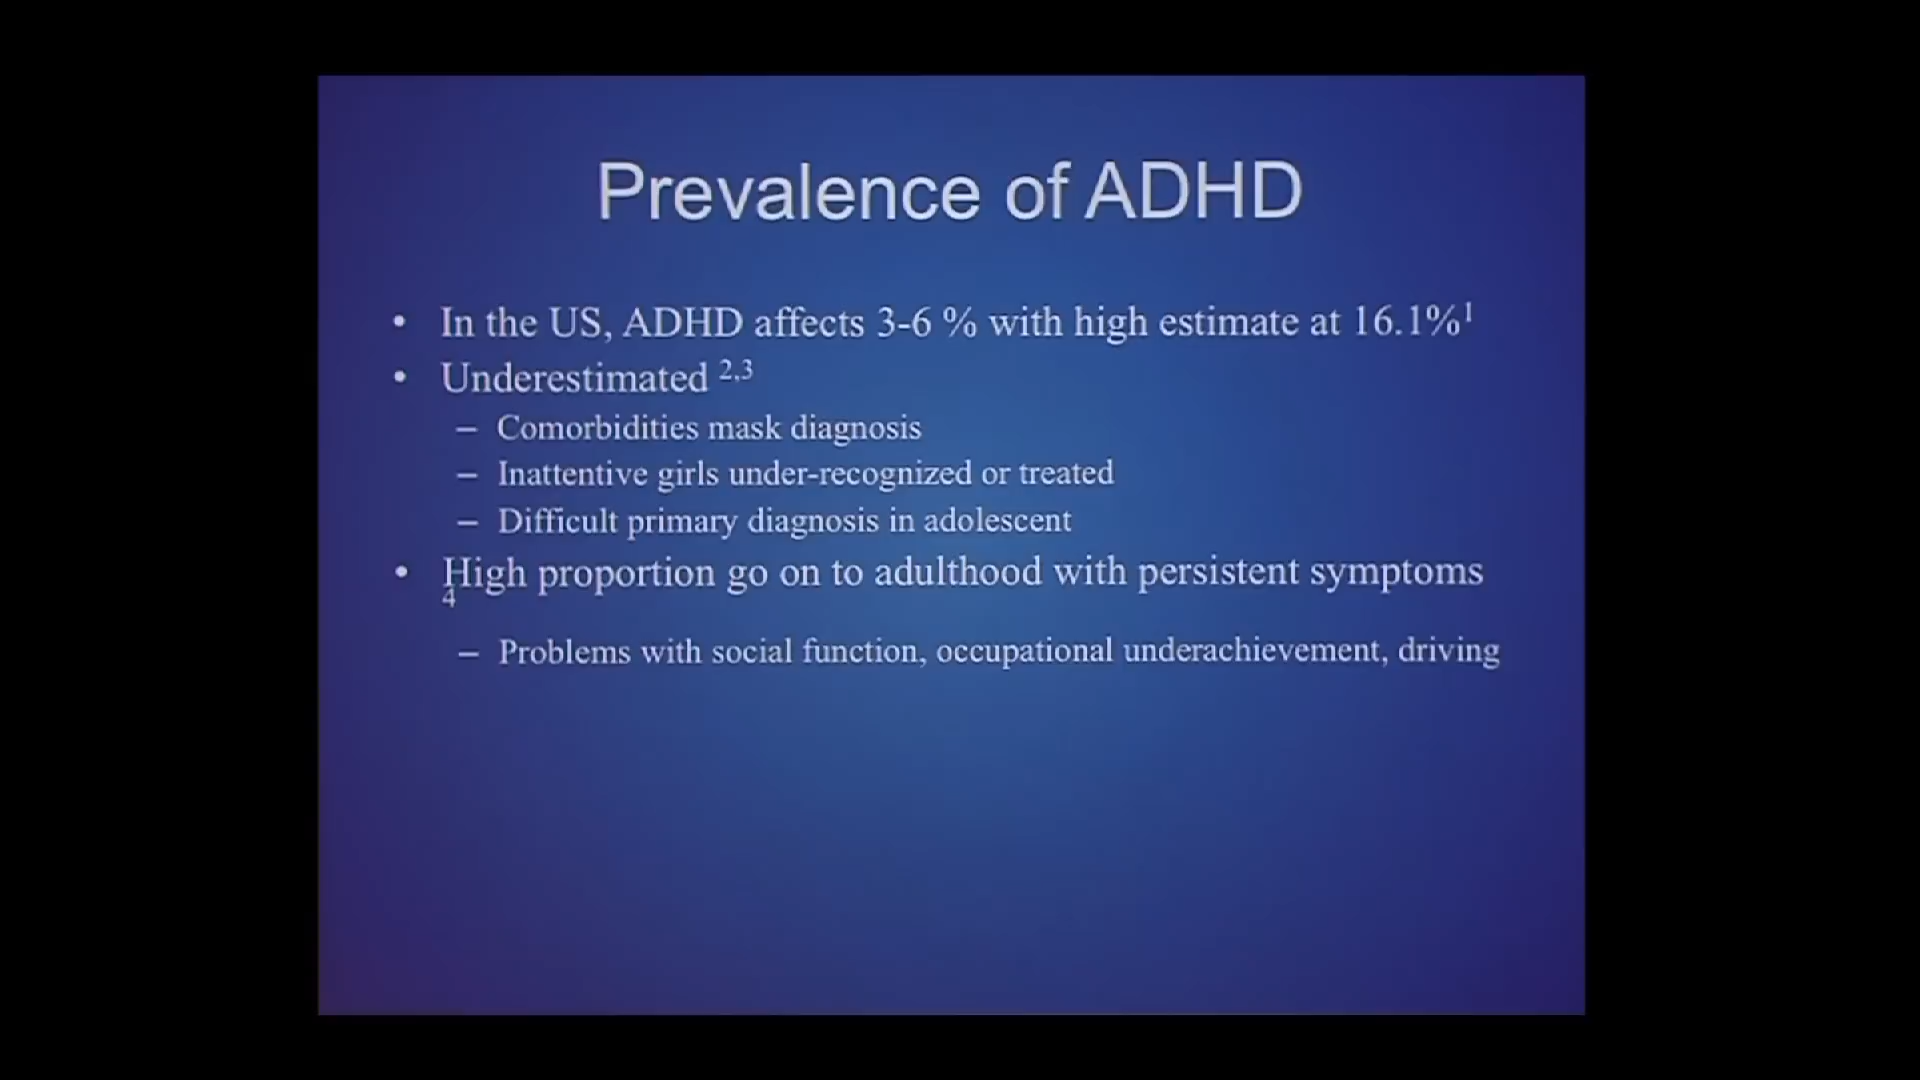 Prevalence of ADHD
• In the US, ADHD affects 3-6 % with high estimate at 16.1%¹
• Underestimated ²,³
– Comorbidities mask diagnosis
– Inattentive girls under-recognized or treated
– Difficult primary diagnosis in adolescent
• High proportion go on to adulthood with persistent symptoms
4
– Problems with social function, occupational underachievement, driving